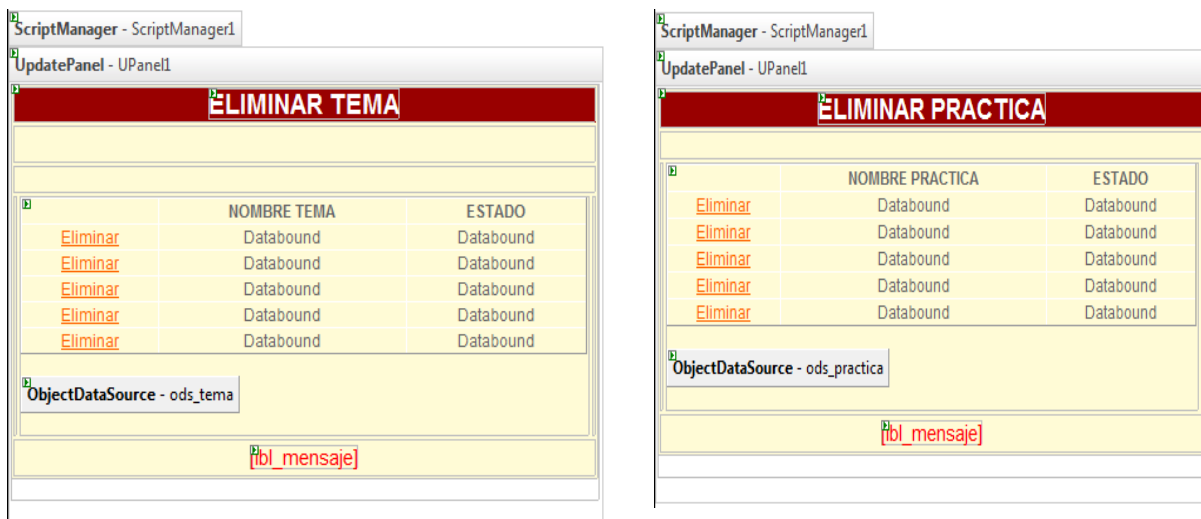 ScriptManager - ScriptManager1
UpdatePanel - UPanel1
ELIMINAR TEMA
NOMBRE TEMA ESTADO
Eliminar Databound Databound
Eliminar Databound Databound
Eliminar Databound Databound
Eliminar Databound Databound
Eliminar Databound Databound
ObjectDataSource - ods_tema
[lbl_mensaje]
ScriptManager - ScriptManager1
UpdatePanel - UPanel1
ELIMINAR PRACTICA
NOMBRE PRACTICA ESTADO
Eliminar Databound Databound
Eliminar Databound Databound
Eliminar Databound Databound
Eliminar Databound Databound
Eliminar Databound Databound
ObjectDataSource - ods_practica
[lbl_mensaje]